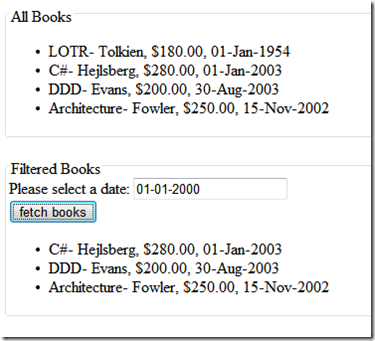 All Books
LOTR- Tolkien, $180.00, 01-Jan-1954
C#- Hejlsberg, $280.00, 01-Jan-2003
DDD- Evans, $200.00, 30-Aug-2003
Architecture- Fowler, $250.00, 15-Nov-2002
Filtered Books
Please select a date: 01-01-2000
fetch books
C#- Hejlsberg, $280.00, 01-Jan-2003
DDD- Evans, $200.00, 30-Aug-2003
Architecture- Fowler, $250.00, 15-Nov-2002